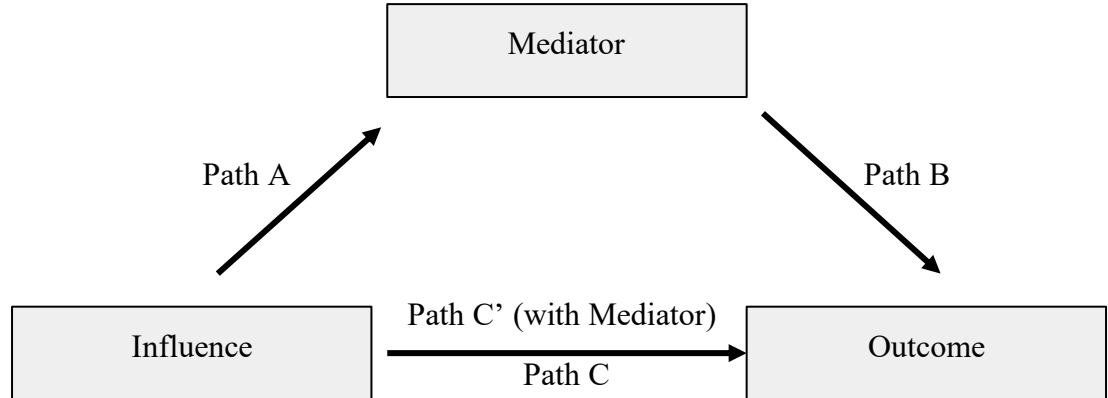 Mediator
Path A
Path B
Path C’ (with Mediator)
Influence
Outcome
Path C